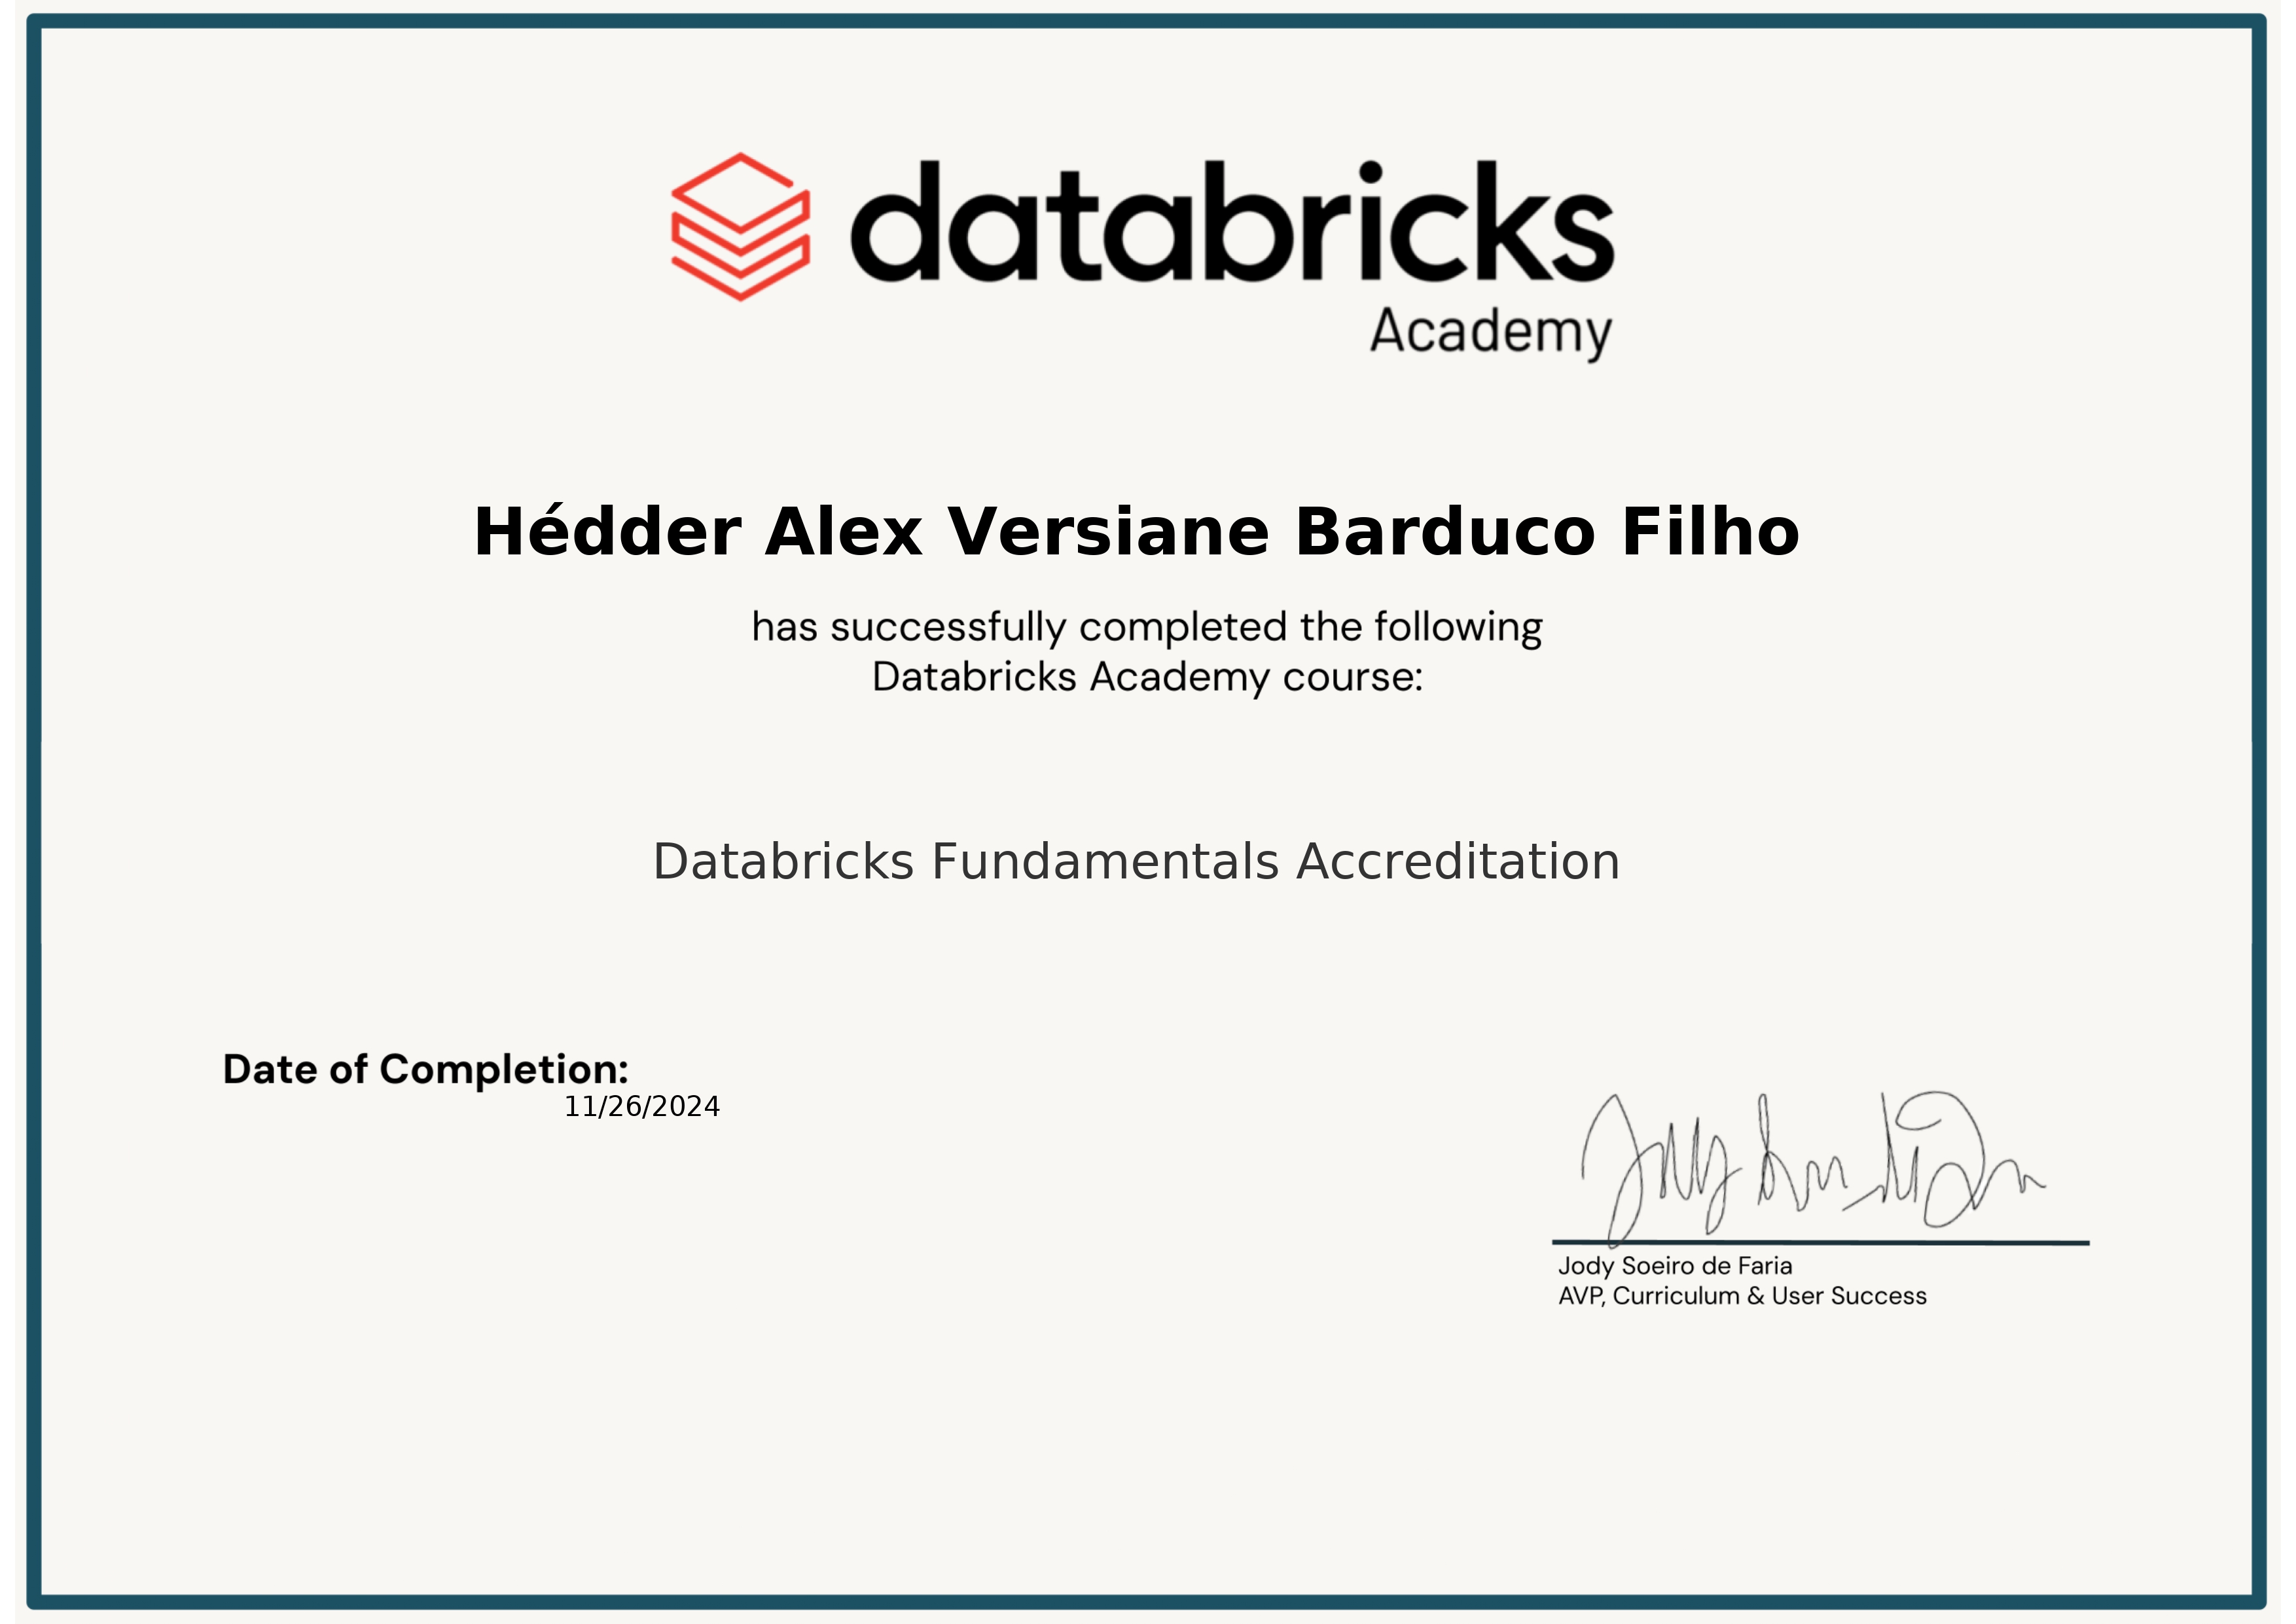 databricks
Academy
Hédder Alex Versiane Barduco Filho
has successfully completed the following
Databricks Academy course:
Databricks Fundamentals Accreditation
Date of Completion:
11/26/2024
Jody Soeiro de Faria
AVP, Curriculum & User Success